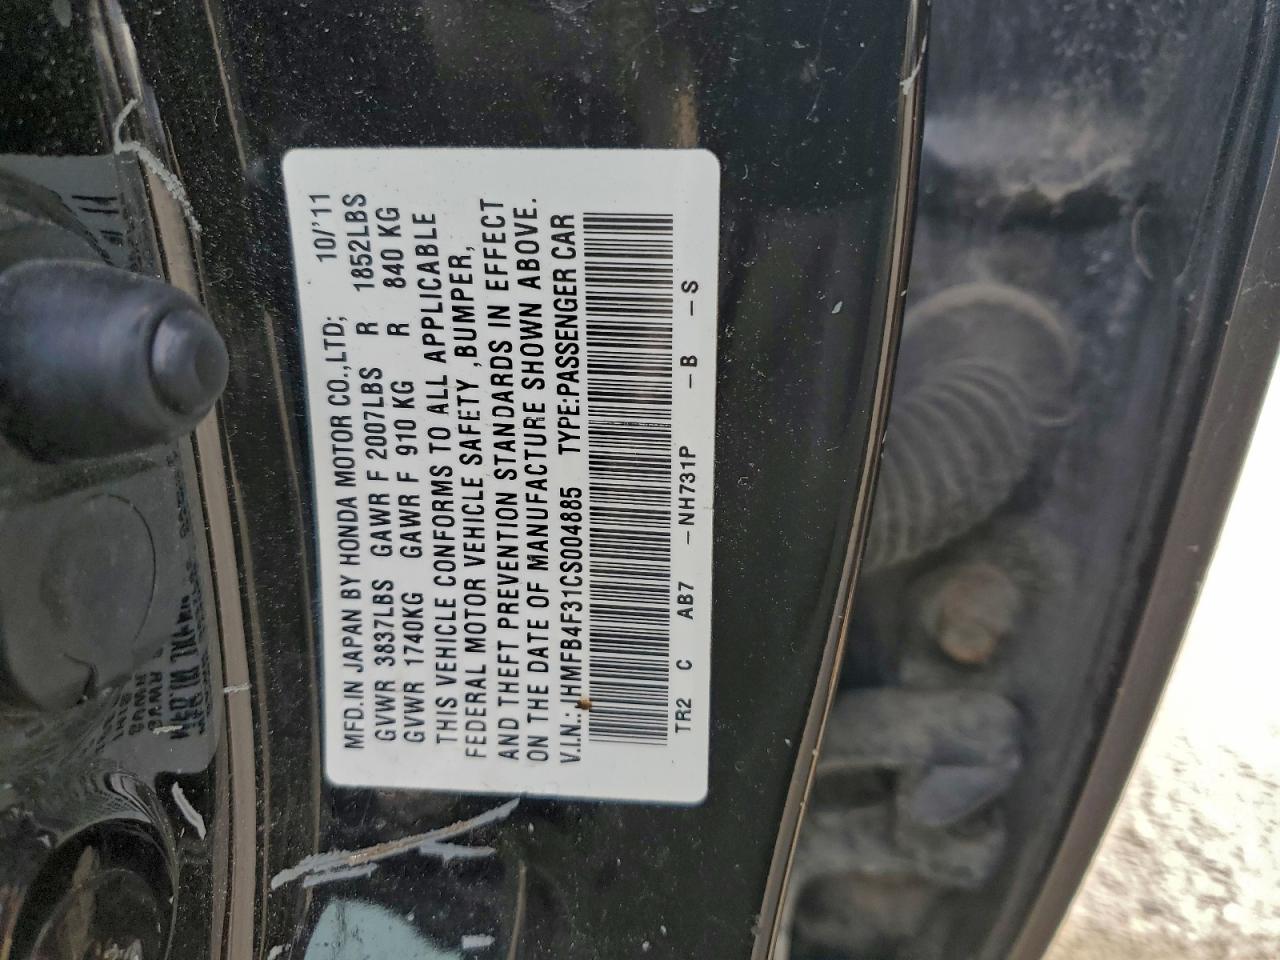 MFD.IN JAPAN BY HONDA MOTOR CO.,LTD; 10/'11
GVWR 3837LBS GAWR F 2007LBS R 1852LBS
GVWR 1740KG GAWR F 910 KG R 840 KG
THIS VEHICLE CONFORMS TO ALL APPLICABLE
FEDERAL MOTOR VEHICLE SAFETY ,BUMPER,
AND THEFT PREVENTION STANDARDS IN EFFECT
ON THE DATE OF MANUFACTURE SHOWN ABOVE.
V.I.N.: JHMFB4F31CS004885 TYPE:PASSENGER CAR
TR2 C AB7 -NH731P -B -S